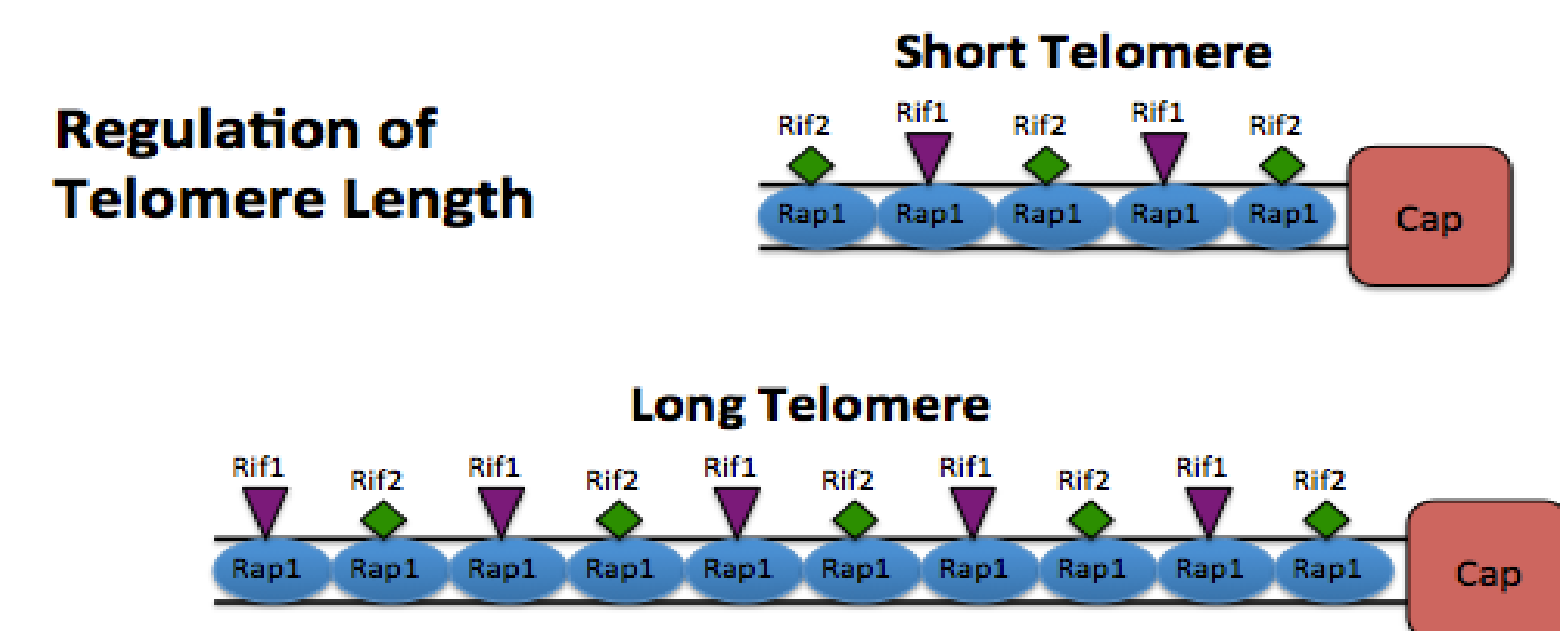 Regulation of
Telomere Length
Short Telomere
Rif2 Rif1 Rif2 Rif1 Rif2
Rap1 Rap1 Rap1 Rap1 Rap1 Cap
Long Telomere
Rif1 Rif2 Rif1 Rif2 Rif1 Rif2 Rif1 Rif2 Rif1 Rif2
Rap1 Rap1 Rap1 Rap1 Rap1 Rap1 Rap1 Rap1 Rap1 Rap1 Cap